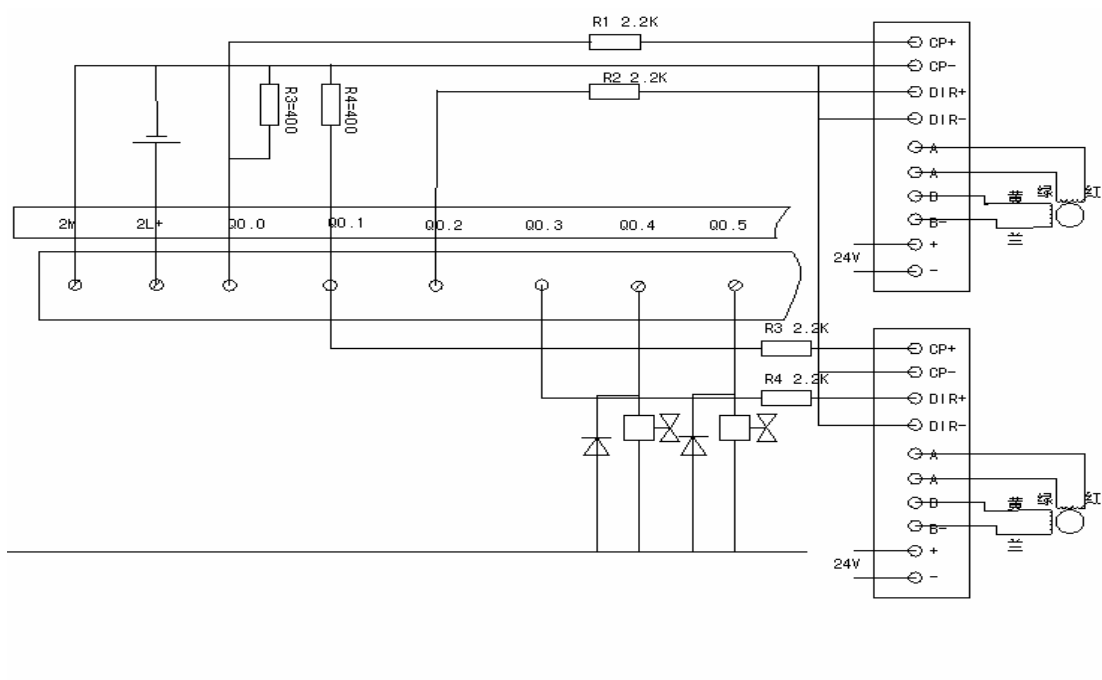 R1 2.2K
CP+
CP-
R2 2.2K
DIR+
R3=400
R4=400
DIR-
A
A
黄 绿 红
B
B-
兰
2M 2L+ Q0.0 Q0.1 Q0.2 Q0.3 Q0.4 Q0.5
+
24V
-
R3 2.2K
CP+
CP-
R4 2.2K
DIR+
DIR-
A
A
黄 绿 红
B
B-
兰
+
24V
-